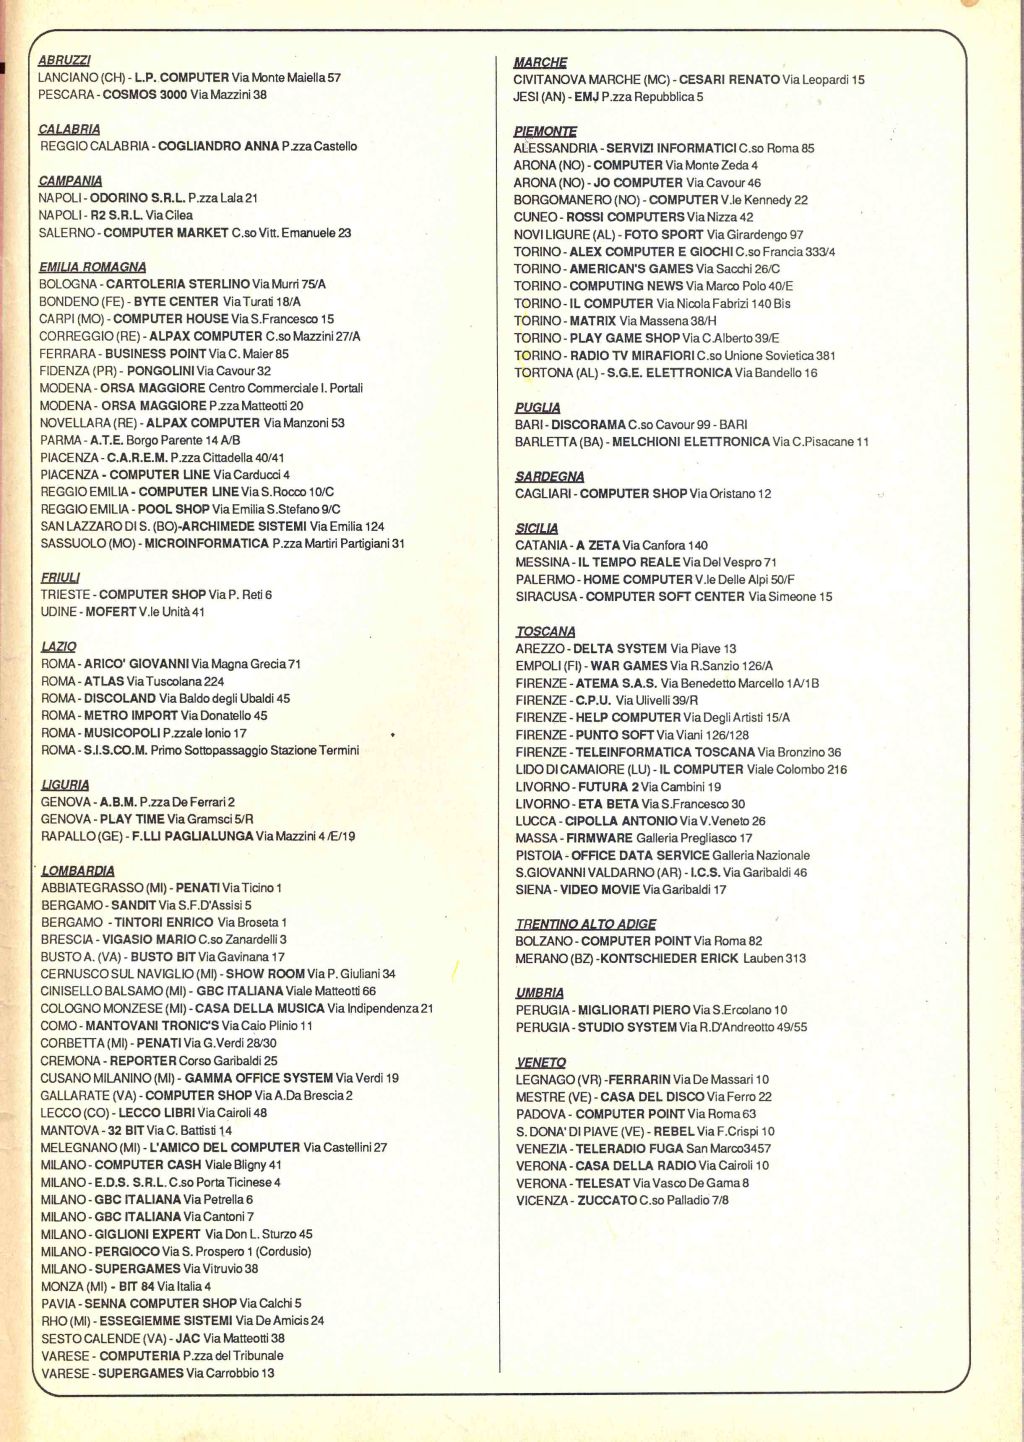 ABRUZZI
LANCIANO (CH) - L.P. COMPUTER Via Monte Maiella 57
PESCARA - COSMOS 3000 Via Mazzini 38
CALABRIA
REGGIO CALABRIA - COGLIANDRO ANNA P.zza Castello
CAMPANIA
NAPOLI - ODORINO S.R.L. P.zza Lala 21
NAPOLI - R2 S.R.L. Via Cilea
SALERNO - COMPUTER MARKET C.so Vitt. Emanuele 23
EMILIA ROMAGNA
BOLOGNA - CARTOLERIA STERLINO Via Murri 75/A
BONDENO (FE) - BYTE CENTER Via Turati 18/A
CARPI (MO) - COMPUTER HOUSE Via S.Francesco 15
CORREGGIO (RE) - ALPAX COMPUTER C.so Mazzini 27/A
FERRARA - BUSINESS POINT Via C. Maier 85
FIDENZA (PR) - PONGOLINI Via Cavour 32
MODENA - ORSA MAGGIORE Centro Commerciale I. Portali
MODENA - ORSA MAGGIORE P.zza Matteotti 20
NOVELLARA (RE) - ALPAX COMPUTER Via Manzoni 53
PARMA - A.T.E. Borgo Parente 14 A/B
PIACENZA - C.A.R.E.M. P.zza Cittadella 40/41
PIACENZA - COMPUTER LINE Via Carducci 4
REGGIO EMILIA - COMPUTER LINE Via S.Rocco 10/C
REGGIO EMILIA - POOL SHOP Via Emilia S.Stefano 9/C
SAN LAZZARO DI S. (BO)-ARCHIMEDE SISTEMI Via Emilia 124
SASSUOLO (MO) - MICROINFORMATICA P.zza Martiri Partigiani 31
FRIULI
TRIESTE - COMPUTER SHOP Via P. Reti 6
UDINE - MOFERT V.le Unità 41
LAZIO
ROMA - ARICO' GIOVANNI Via Magna Grecia 71
ROMA - ATLAS Via Tuscolana 224
ROMA - DISCOLAND Via Baldo degli Ubaldi 45
ROMA - METRO IMPORT Via Donatello 45
ROMA - MUSICOPOLI P.zzale Ionio 17
ROMA - S.I.S.CO.M. Primo Sottopassaggio Stazione Termini
LIGURIA
GENOVA - A.B.M. P.zza De Ferrari 2
GENOVA - PLAY TIME Via Gramsci 5/R
RAPALLO (GE) - F.LLI PAGLIALUNGA Via Mazzini 4 /E/19
LOMBARDIA
ABBIATEGRASSO (MI) - PENATI Via Ticino 1
BERGAMO - SANDIT Via S.F.D'Assisi 5
BERGAMO - TINTORI ENRICO Via Broseta 1
BRESCIA - VIGASIO MARIO C.so Zanardelli 3
BUSTO A. (VA) - BUSTO BIT Via Gavinana 17
CERNUSCO SUL NAVIGLIO (MI) - SHOW ROOM Via P. Giuliani 34
CINISELLO BALSAMO (MI) - GBC ITALIANA Viale Matteotti 66
COLOGNO MONZESE (MI) - CASA DELLA MUSICA Via Indipendenza 21
COMO - MANTOVANI TRONIC'S Via Caio Plinio 11
CORBETTA (MI) - PENATI Via G.Verdi 28/30
CREMONA - REPORTER Corso Garibaldi 25
CUSANO MILANINO (MI) - GAMMA OFFICE SYSTEM Via Verdi 19
GALLARATE (VA) - COMPUTER SHOP Via A.Da Brescia 2
LECCO (CO) - LECCO LIBRI Via Cairoli 48
MANTOVA - 32 BIT Via C. Battisti 14
MELEGNANO (MI) - L'AMICO DEL COMPUTER Via Castellini 27
MILANO - COMPUTER CASH Viale Bligny 41
MILANO - E.D.S. S.R.L. C.so Porta Ticinese 4
MILANO - GBC ITALIANA Via Petrella 6
MILANO - GBC ITALIANA Via Cantoni 7
MILANO - GIGLIONI EXPERT Via Don L. Sturzo 45
MILANO - PERGIOCO Via S. Prospero 1 (Cordusio)
MILANO - SUPERGAMES Via Vitruvio 38
MONZA (MI) - BIT 84 Via Italia 4
PAVIA - SENNA COMPUTER SHOP Via Calchi 5
RHO (MI) - ESSEGIEMME SISTEMI Via De Amicis 24
SESTO CALENDE (VA) - JAC Via Matteotti 38
VARESE - COMPUTERIA P.zza del Tribunale
VARESE - SUPERGAMES Via Carrobbio 13
MARCHE
CIVITANOVA MARCHE (MC) - CESARI RENATO Via Leopardi 15
JESI (AN) - EMJ P.zza Repubblica 5
PIEMONTE
ALESSANDRIA - SERVIZI INFORMATICI C.so Roma 85
ARONA (NO) - COMPUTER Via Monte Zeda 4
ARONA (NO) - JO COMPUTER Via Cavour 46
BORGOMANERO (NO) - COMPUTER V.le Kennedy 22
CUNEO - ROSSI COMPUTERS Via Nizza 42
NOVI LIGURE (AL) - FOTO SPORT Via Girardengo 97
TORINO - ALEX COMPUTER E GIOCHI C.so Francia 333/4
TORINO - AMERICAN'S GAMES Via Sacchi 26/C
TORINO - COMPUTING NEWS Via Marco Polo 40/E
TORINO - IL COMPUTER Via Nicola Fabrizi 140 Bis
TORINO - MATRIX Via Massena 38/H
TORINO - PLAY GAME SHOP Via C.Alberto 39/E
TORINO - RADIO TV MIRAFIORI C.so Unione Sovietica 381
TORTONA (AL) - S.G.E. ELETTRONICA Via Bandello 16
PUGLIA
BARI - DISCORAMA C.so Cavour 99 - BARI
BARLETTA (BA) - MELCHIONI ELETTRONICA Via C.Pisacane 11
SARDEGNA
CAGLIARI - COMPUTER SHOP Via Oristano 12
SICILIA
CATANIA - A ZETA Via Canfora 140
MESSINA - IL TEMPO REALE Via Del Vespro 71
PALERMO - HOME COMPUTER V.le Delle Alpi 50/F
SIRACUSA - COMPUTER SOFT CENTER Via Simeone 15
TOSCANA
AREZZO - DELTA SYSTEM Via Piave 13
EMPOLI (FI) - WAR GAMES Via R.Sanzio 126/A
FIRENZE - ATEMA S.A.S. Via Benedetto Marcello 1A/1B
FIRENZE - C.P.U. Via Ulivelli 39/R
FIRENZE - HELP COMPUTER Via Degli Artisti 15/A
FIRENZE - PUNTO SOFT Via Viani 126/128
FIRENZE - TELEINFORMATICA TOSCANA Via Bronzino 36
LIDO DI CAMAIORE (LU) - IL COMPUTER Viale Colombo 216
LIVORNO - FUTURA 2 Via Cambini 19
LIVORNO - ETA BETA Via S.Francesco 30
LUCCA - CIPOLLA ANTONIO Via V.Veneto 26
MASSA - FIRMWARE Galleria Pregliasco 17
PISTOIA - OFFICE DATA SERVICE Galleria Nazionale
S.GIOVANNI VALDARNO (AR) - I.C.S. Via Garibaldi 46
SIENA - VIDEO MOVIE Via Garibaldi 17
TRENTINO ALTO ADIGE
BOLZANO - COMPUTER POINT Via Roma 82
MERANO (BZ) -KONTSCHIEDER ERICK Lauben 313
UMBRIA
PERUGIA - MIGLIORATI PIERO Via S.Ercolano 10
PERUGIA - STUDIO SYSTEM Via R.D'Andreotto 49/55
VENETO
LEGNAGO (VR) -FERRARIN Via De Massari 10
MESTRE (VE) - CASA DEL DISCO Via Ferro 22
PADOVA - COMPUTER POINT Via Roma 63
S. DONA' DI PIAVE (VE) - REBEL Via F.Crispi 10
VENEZIA - TELERADIO FUGA San Marco3457
VERONA - CASA DELLA RADIO Via Cairoli 10
VERONA - TELESAT Via Vasco De Gama 8
VICENZA - ZUCCATO C.so Palladio 7/8